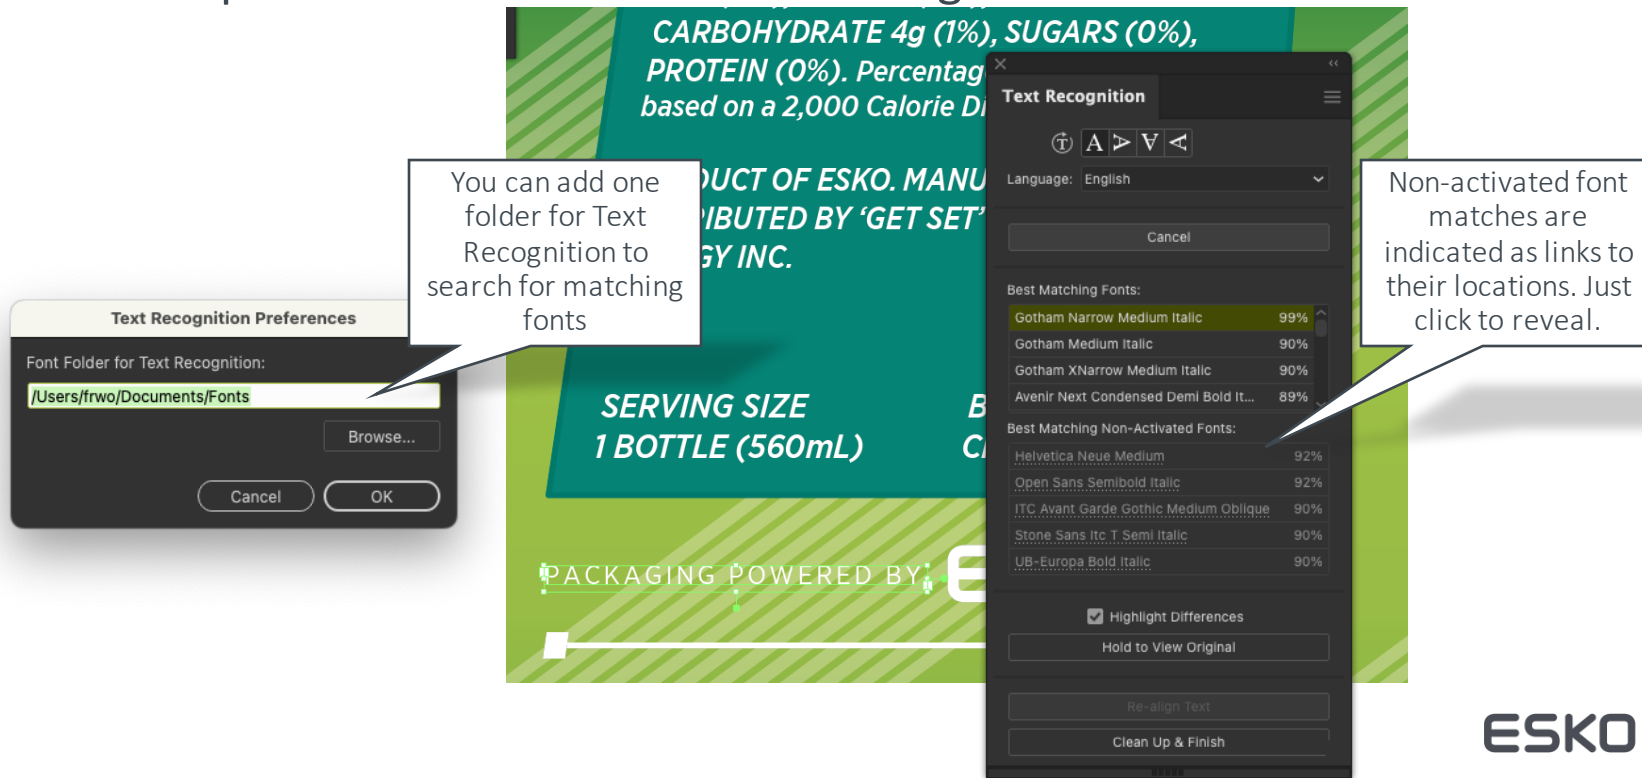 CARBOHYDRATE 4g (1%), SUGARS (0%),
PROTEIN (0%). Percentag
based on a 2,000 Calorie Di
DUCT OF ESKO. MANU
IBUTED BY ‘GET SET’
GY INC.
SERVING SIZE
1 BOTTLE (560mL)
B
PACKAGING POWERED BY
You can add one
folder for Text
Recognition to
search for matching
fonts
Text Recognition Preferences
Font Folder for Text Recognition:
/Users/frwo/Documents/Fonts
Browse...
Cancel
OK
Text Recognition
Language: English
Cancel
Best Matching Fonts:
Gotham Narrow Medium Italic 99%
Gotham Medium Italic 90%
Gotham XNarrow Medium Italic 90%
Avenir Next Condensed Demi Bold It... 89%
Best Matching Non-Activated Fonts:
Helvetica Neue Medium 92%
Open Sans Semibold Italic 92%
ITC Avant Garde Gothic Medium Oblique 90%
Stone Sans Itc T Semi Italic 90%
UB-Europa Bold Italic 90%
Highlight Differences
Hold to View Original
Re-align Text
Clean Up & Finish
Non-activated font
matches are
indicated as links to
their locations. Just
click to reveal.
ESKO